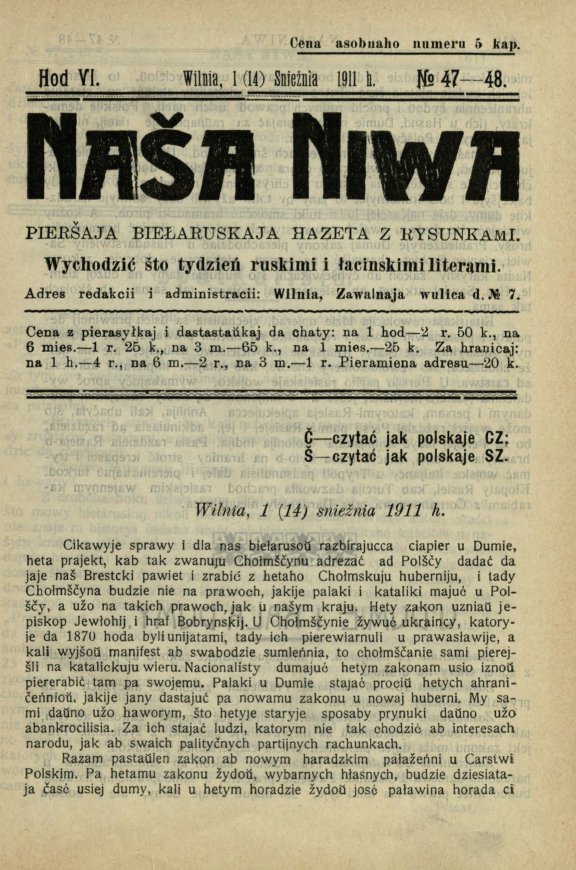 Cena asobnaho numeru 5 kap.
Hod VI. Wilnia, 1 (14) Śnieżnia 1911 h. № 47—48.
NAŠA NIWA
PIERŠAJA BIEŁARUSKAJA HAZETA Z RYSUNKAMI.
Wychodzić što tydzień ruskimi i łacinskimi literami.
Adres redakcii i administracii: Wilnia, Zawalnaja wulica d. № 7.
Cena z pierasyłkaj i dastastaŭkaj da chaty: na 1 hod—2 r. 50 k., na
6 mies.—1 r. 25 k., na 3 m.—65 k., na 1 mies.—25 k. Za hranicaj:
na 1 h.—4 r., na 6 m.—2 r., na 3 m.—1 r. Pieramiena adresu—20 k.
Č—czytać jak polskaje CZ;
Š—czytać jak polskaje SZ.
Wilnia, 1 (14) śnieżnia 1911 h.
Cikawyje sprawy i dla nas biełarusoŭ razbirajucca ciapier u Dumie,
heta prajekt, kab tak zwanuju Chołmščynu adrezać ad Polščy dadać da
jaje naš Brestcki pawiet i zrabić z hetaho Chołmskuju huberniju, i tady
Chołmščyna budzie nie na prawoch, jakije palaki i kataliki majuć u Pol-
ščy, a užo na takich prawoch, jak u našym kraju. Hety zakon uzniaŭ je-
piskop Jewłohij i hraf Bobrynskij. U Chołmščynie żywuć ukraincy, katory-
je da 1870 hoda byli unijatami, tady ich pierewiarnuli u prawasławije, a
kali wyjšoŭ manifest ab swabodzie sumleńnia, to chołmščanie sami pierej-
šli na katalickuju wieru. Nacionalisty dumajuć hetym zakonam usio iznoŭ
piererabić tam pa swojemu. Palaki u Dumie stajać prociŭ hetych ahrani-
čeńnioŭ, jakije jany dastajuć pa nowamu zakonu u nowaj huberni. My sa-
mi daŭno užo haworym, što hetyje staryje sposaby prynuki daŭno užo
abankrocilisia. Za ich stajać ludzi, katorym nie tak chodzić ab interesach
narodu, jak ab swaich palityčnych partijnych rachunkach.
Razam pastaŭlen zakon ab nowym haradzkim pałažeńni u Carstwi
Polskim. Pa hetamu zakonu żydoŭ, wybarnych hłasnych, budzie dziesiata-
ja časć usiej dumy, kali u hetym horadzie żydoŭ josć paławina horada ci